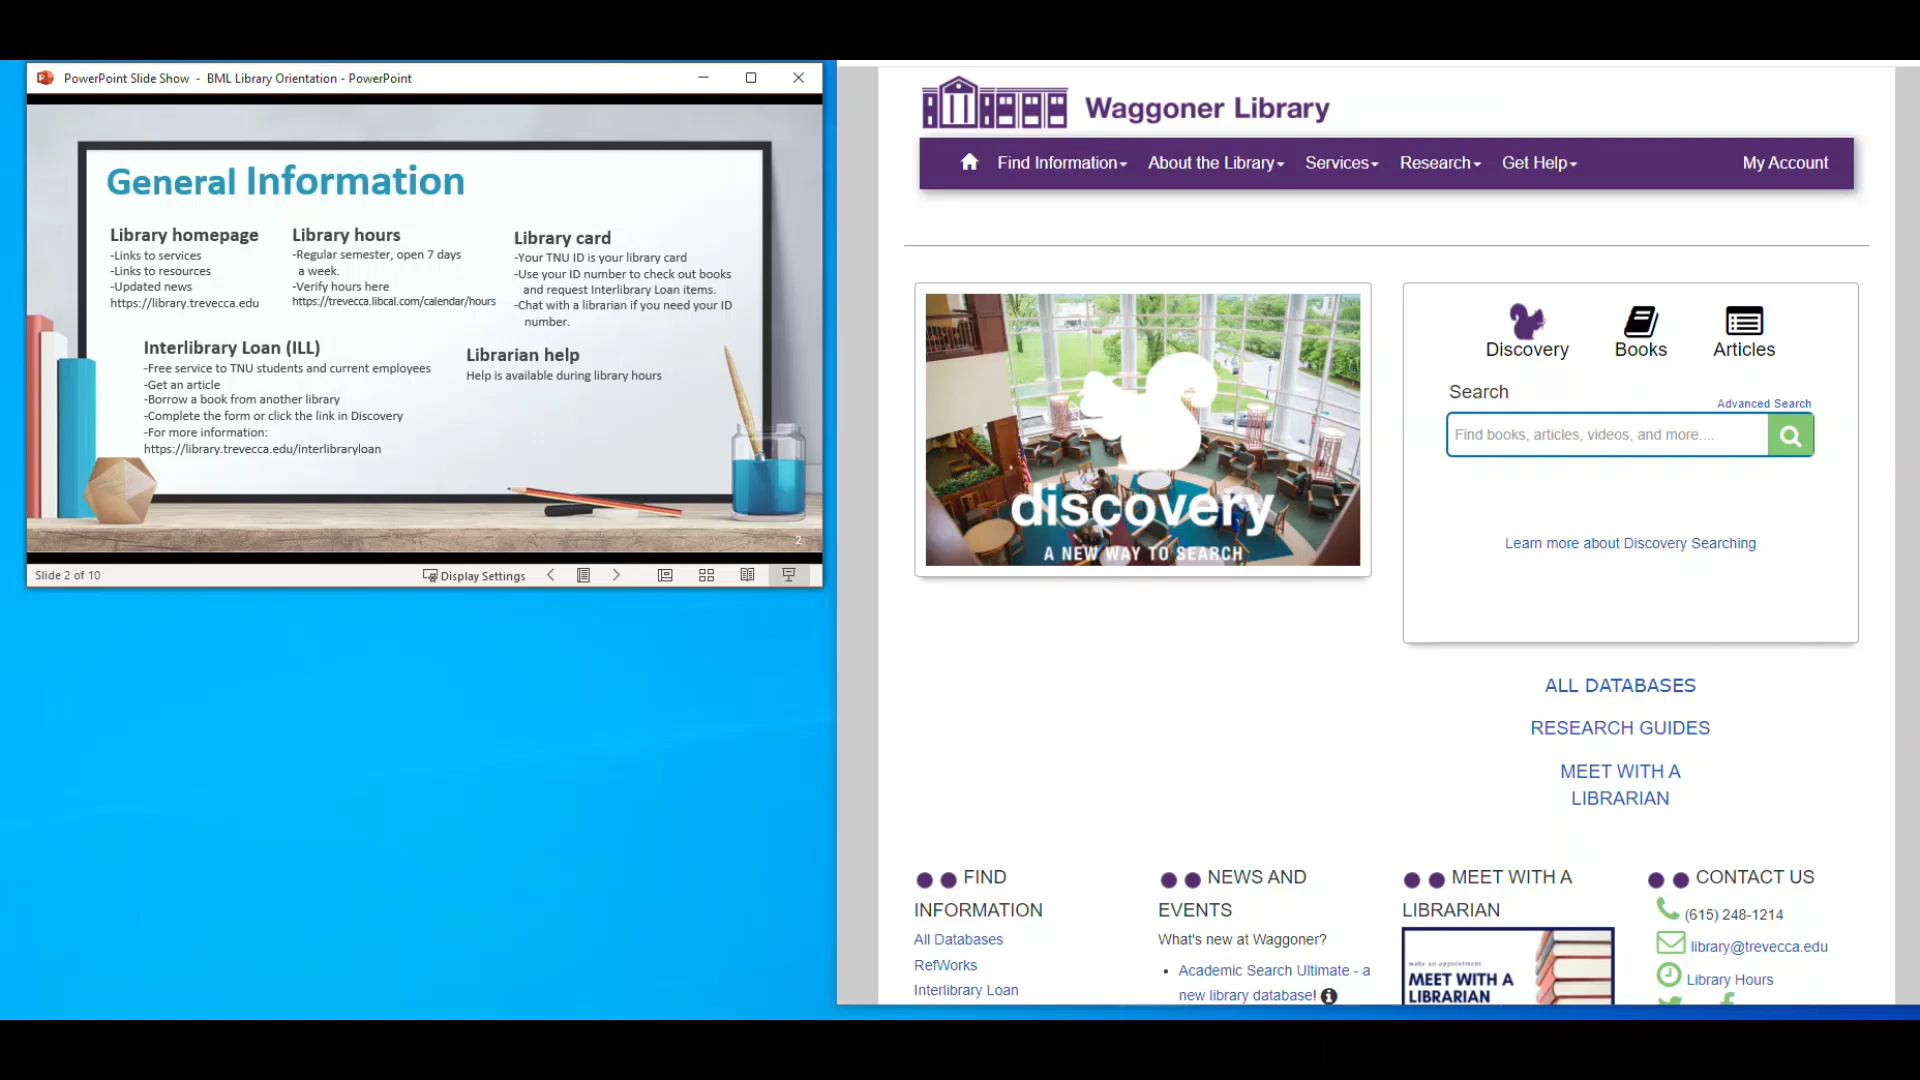 PowerPoint Slide Show - BML Library Orientation - PowerPoint
General Information
Library homepage
-Links to services
-Links to resources
-Updated news
https://library.trevecca.edu
Library hours
-Regular semester, open 7 days
a week.
-Verify hours here
https://trevecca.libcal.com/calendar/hours
Library card
-Your TNU ID is your library card
-Use your ID number to check out books
and request Interlibrary Loan items.
-Chat with a librarian if you need your ID
number.
Interlibrary Loan (ILL)
-Free service to TNU students and current employees
-Get an article
-Borrow a book from another library
-Complete the form or click the link in Discovery
-For more information:
https://library.trevecca.edu/interlibraryloan
Librarian help
Help is available during library hours
2
Slide 2 of 10
Display Settings
Waggoner Library
Find Information
About the Library
Services
Research
Get Help
My Account
discovery
A NEW WAY TO SEARCH
Discovery
Books
Articles
Search
Advanced Search
Find books, articles, videos, and more....
Learn more about Discovery Searching
ALL DATABASES
RESEARCH GUIDES
MEET WITH A
LIBRARIAN
FIND
INFORMATION
All Databases
RefWorks
Interlibrary Loan
NEWS AND
EVENTS
What's new at Waggoner?
• Academic Search Ultimate - a
new library database!
MEET WITH A
LIBRARIAN
make an appointment
MEET WITH A
LIBRARIAN
CONTACT US
(615) 248-1214
library@trevecca.edu
Library Hours